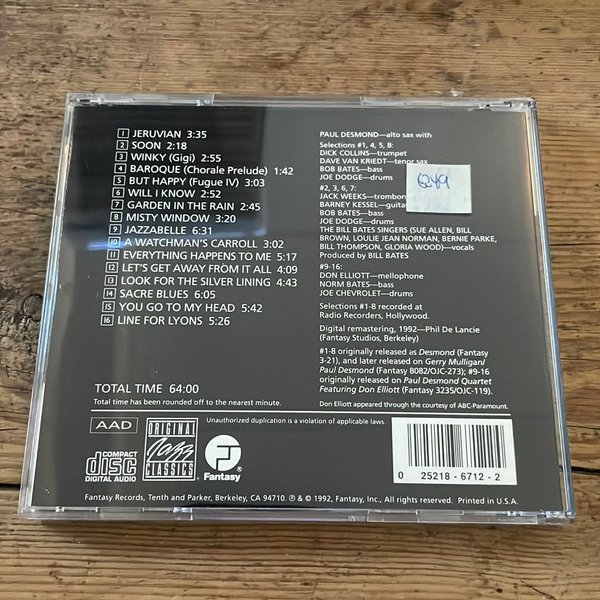 1 JERUVIAN 3:35
2 SOON 2:18
3 WINKY (Gigi) 2:55
4 BAROQUE (Chorale Prelude) 1:42
5 BUT HAPPY (Fugue IV) 3:03
6 WILL I KNOW 2:52
7 GARDEN IN THE RAIN 2:45
8 MISTY WINDOW 3:20
9 JAZZABELLE 6:31
10 A WATCHMAN'S CARROLL 3:02
11 EVERYTHING HAPPENS TO ME 5:17
12 LET'S GET AWAY FROM IT ALL 4:09
13 LOOK FOR THE SILVER LINING 4:43
14 SACRE BLUES 6:05
15 YOU GO TO MY HEAD 5:42
16 LINE FOR LYONS 5:26
TOTAL TIME 64:00
Total time has been rounded off to the nearest minute.
PAUL DESMOND—alto sax with
Selections #1, 4, 5, 8:
DICK COLLINS—trumpet
DAVE VAN KRIEDT—tenor sax
BOB BATES—bass
JOE DODGE—drums
#2, 3, 6, 7:
JACK WEEKS—trombon
BARNEY KESSEL—guita
BOB BATES—bass
JOE DODGE—drums
THE BILL BATES SINGERS (SUE ALLEN, BILL
BROWN, LOULIE JEAN NORMAN, BERNIE PARKE,
BILL THOMPSON, GLORIA WOOD)—vocals
Produced by BILL BATES
#9-16:
DON ELLIOTT—mellophone
NORM BATES—bass
JOE CHEVROLET—drums
Selections #1-8 recorded at
Radio Recorders, Hollywood.
Digital remastering, 1992—Phil De Lancie
(Fantasy Studios, Berkeley)
#1-8 originally released as Desmond (Fantasy
3-21), and later released on Gerry Mulligan/
Paul Desmond (Fantasy 8082/OJC-273); #9-16
originally released on Paul Desmond Quartet
Featuring Don Elliott (Fantasy 3235/OJC-119).
Don Elliott appeared through the courtesy of ABC-Paramount.
6249
Unauthorized duplication is a violation of applicable laws.
AAD
COMPACT
disc
DIGITAL AUDIO
ORIGINAL
Jazz
CLASSICS
Fantasy
0 25218-6712-2
Fantasy Records, Tenth and Parker, Berkeley, CA 94710. ℗ & © 1992, Fantasy, Inc., All rights reserved. Printed in U.S.A.